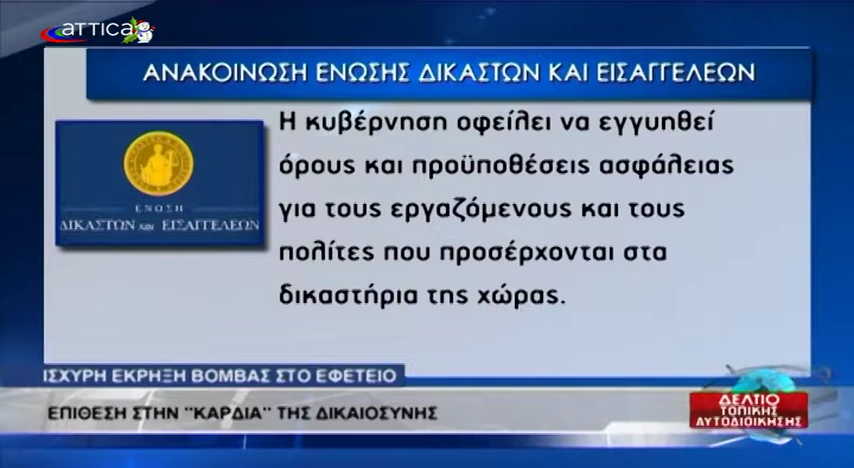 ATTICA
ΑΝΑΚΟΙΝΩΣΗ ΕΝΩΣΗΣ ΔΙΚΑΣΤΩΝ ΚΑΙ ΕΙΣΑΓΓΕΛΕΩΝ
Η κυβέρνηση οφείλει να εγγυηθεί
όρους και προϋποθέσεις ασφάλειας
για τους εργαζόμενους και τους
πολίτες που προσέρχονται στα
δικαστήρια της χώρας.
ΕΝΩΣΗ
ΔΙΚΑΣΤΩΝ και ΕΙΣΑΓΓΕΛΕΩΝ
ΙΣΧΥΡΗ ΕΚΡΗΞΗ ΒΟΜΒΑΣ ΣΤΟ ΕΦΕΤΕΙΟ
ΕΠΙΘΕΣΗ ΣΤΗΝ "ΚΑΡΔΙΑ" ΤΗΣ ΔΙΚΑΙΟΣΥΝΗΣ
ΔΕΛΤΙΟ
ΤΟΠΙΚΗΣ
ΑΥΤΟΔΙΟΙΚΗΣΗΣ